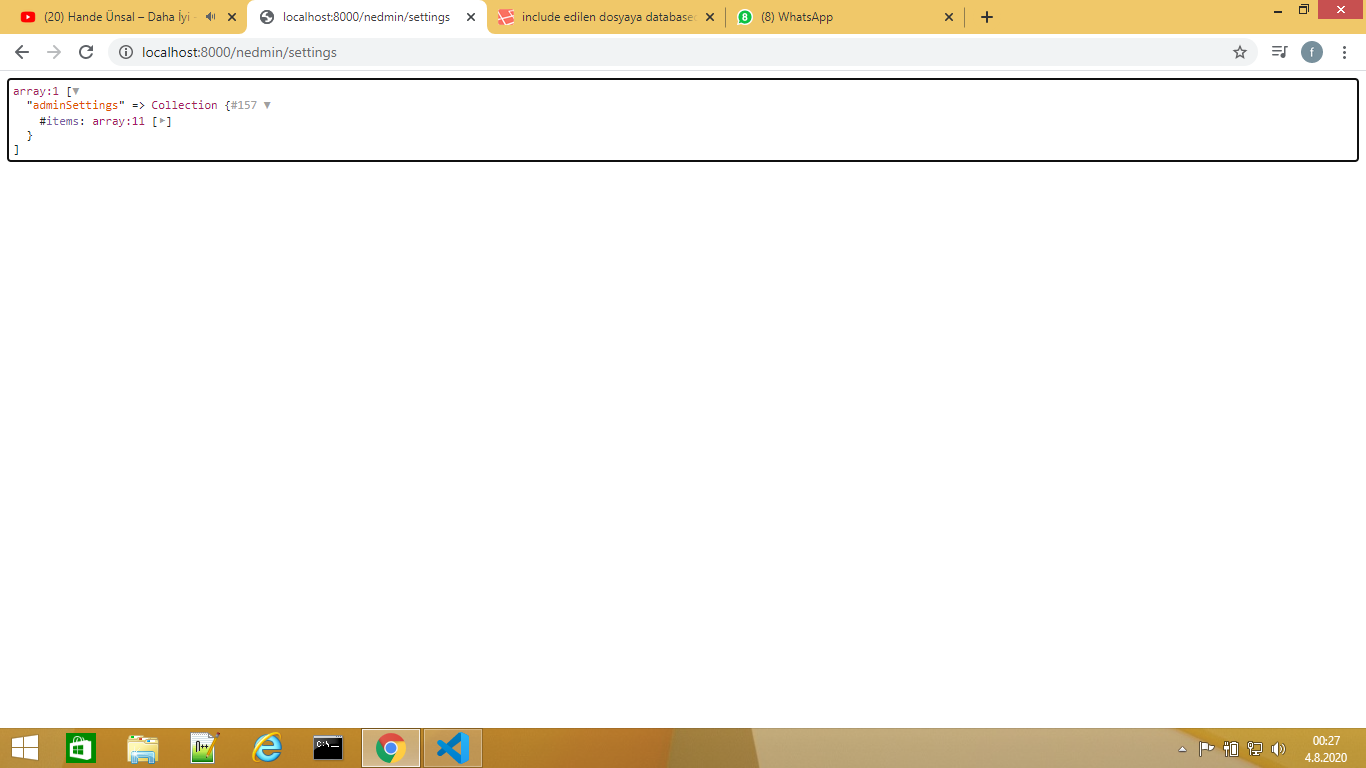 (20) Hande Ünsal – Daha İyi
localhost:8000/nedmin/settings
include edilen dosyaya database
(8) WhatsApp
localhost:8000/nedmin/settings
f
array:1 [▼
"adminSettings" => Collection {#157 ▼
#items: array:11 [▶]
}
]
00:27
4.8.2020